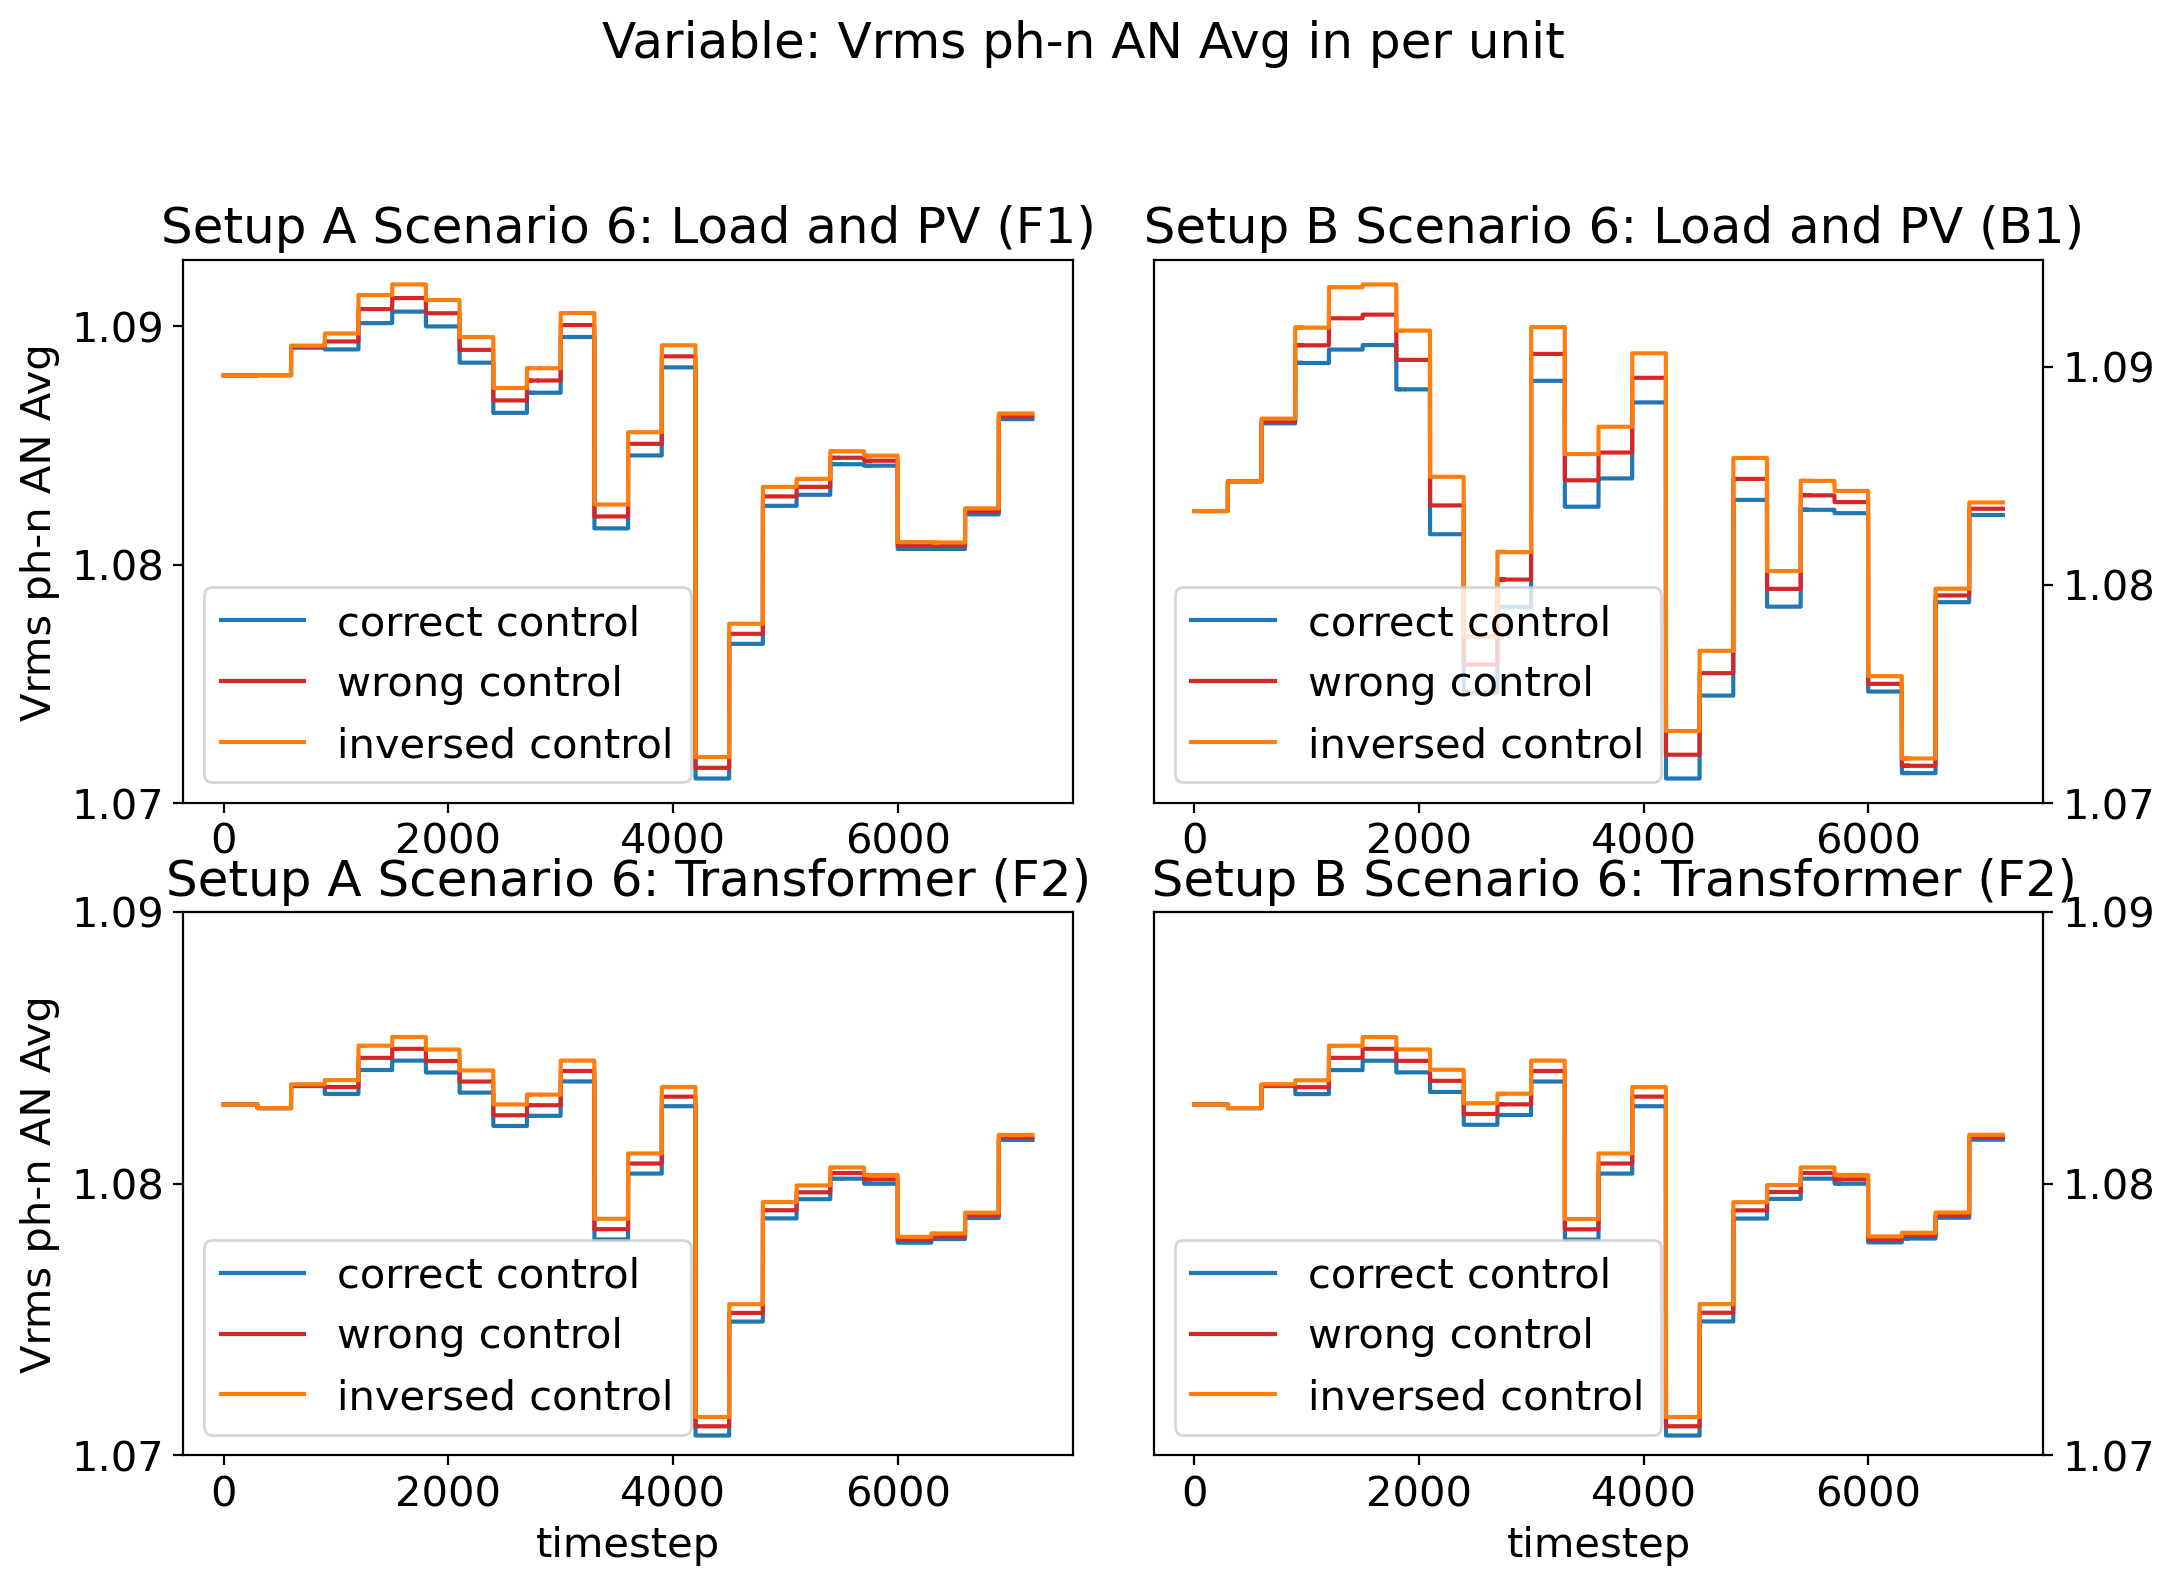 Variable: Vrms ph-n AN Avg in per unit
Setup A Scenario 6: Load and PV (F1)
Vrms ph-n AN Avg
1.09
1.08
1.07
correct control
wrong control
inversed control
0 2000 4000 6000
Setup B Scenario 6: Load and PV (B1)
1.09
1.08
1.07
correct control
wrong control
inversed control
0 2000 4000 6000
Setup A Scenario 6: Transformer (F2)
Vrms ph-n AN Avg
1.09
1.08
1.07
correct control
wrong control
inversed control
0 2000 4000 6000
timestep
Setup B Scenario 6: Transformer (F2)
1.09
1.08
1.07
correct control
wrong control
inversed control
0 2000 4000 6000
timestep